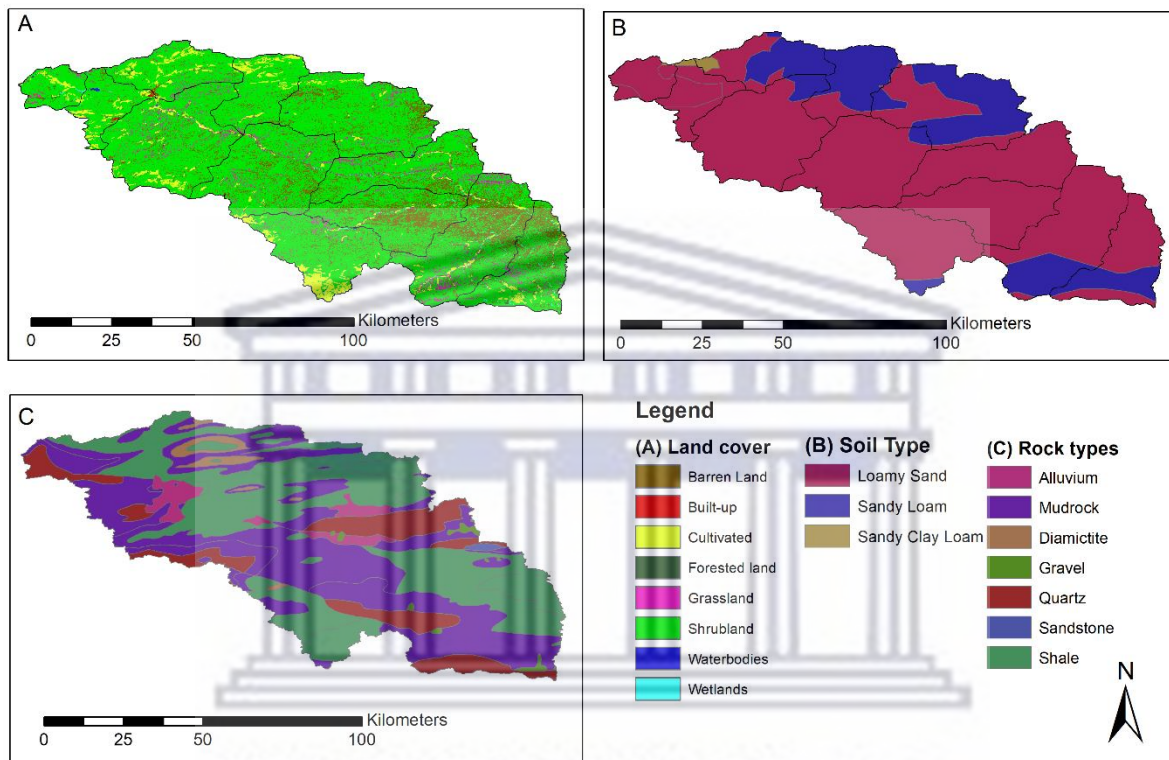 A
Kilometers
0 25 50 100
B
Kilometers
0 25 50 100
C
Kilometers
0 25 50 100
Legend
(A) Land cover
Barren Land
Built-up
Cultivated
Forested land
Grassland
Shrubland
Waterbodies
Wetlands
(B) Soil Type
Loamy Sand
Sandy Loam
Sandy Clay Loam
(C) Rock types
Alluvium
Mudrock
Diamictite
Gravel
Quartz
Sandstone
Shale
N